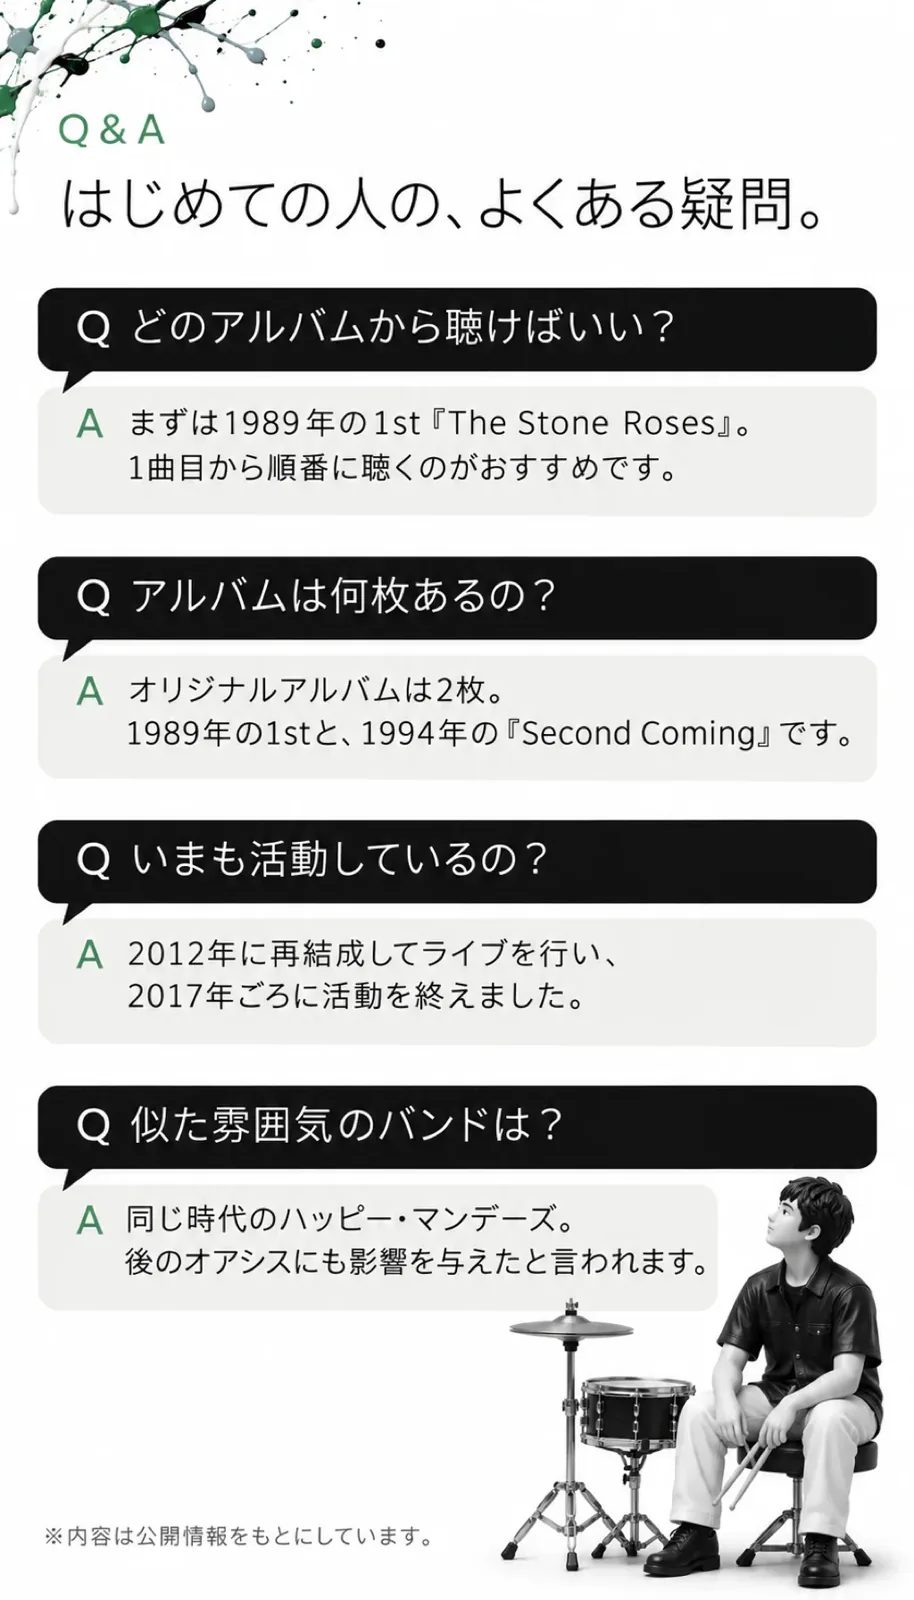 Q & A
はじめての人の、よくある疑問。
Q どのアルバムから聴けばいい？
A まずは1989年の1st『The Stone Roses』。
1曲目から順番に聴くのがおすすめです。
Q アルバムは何枚あるの？
A オリジナルアルバムは2枚。
1989年の1stと、1994年の『Second Coming』です。
Q いまも活動しているの？
A 2012年に再結成してライブを行い、
2017年ごろに活動を終えました。
Q 似た雰囲気のバンドは？
A 同じ時代のハッピー・マンデーズ。
後のオアシスにも影響を与えたと言われます。
※内容は公開情報をもとにしています。